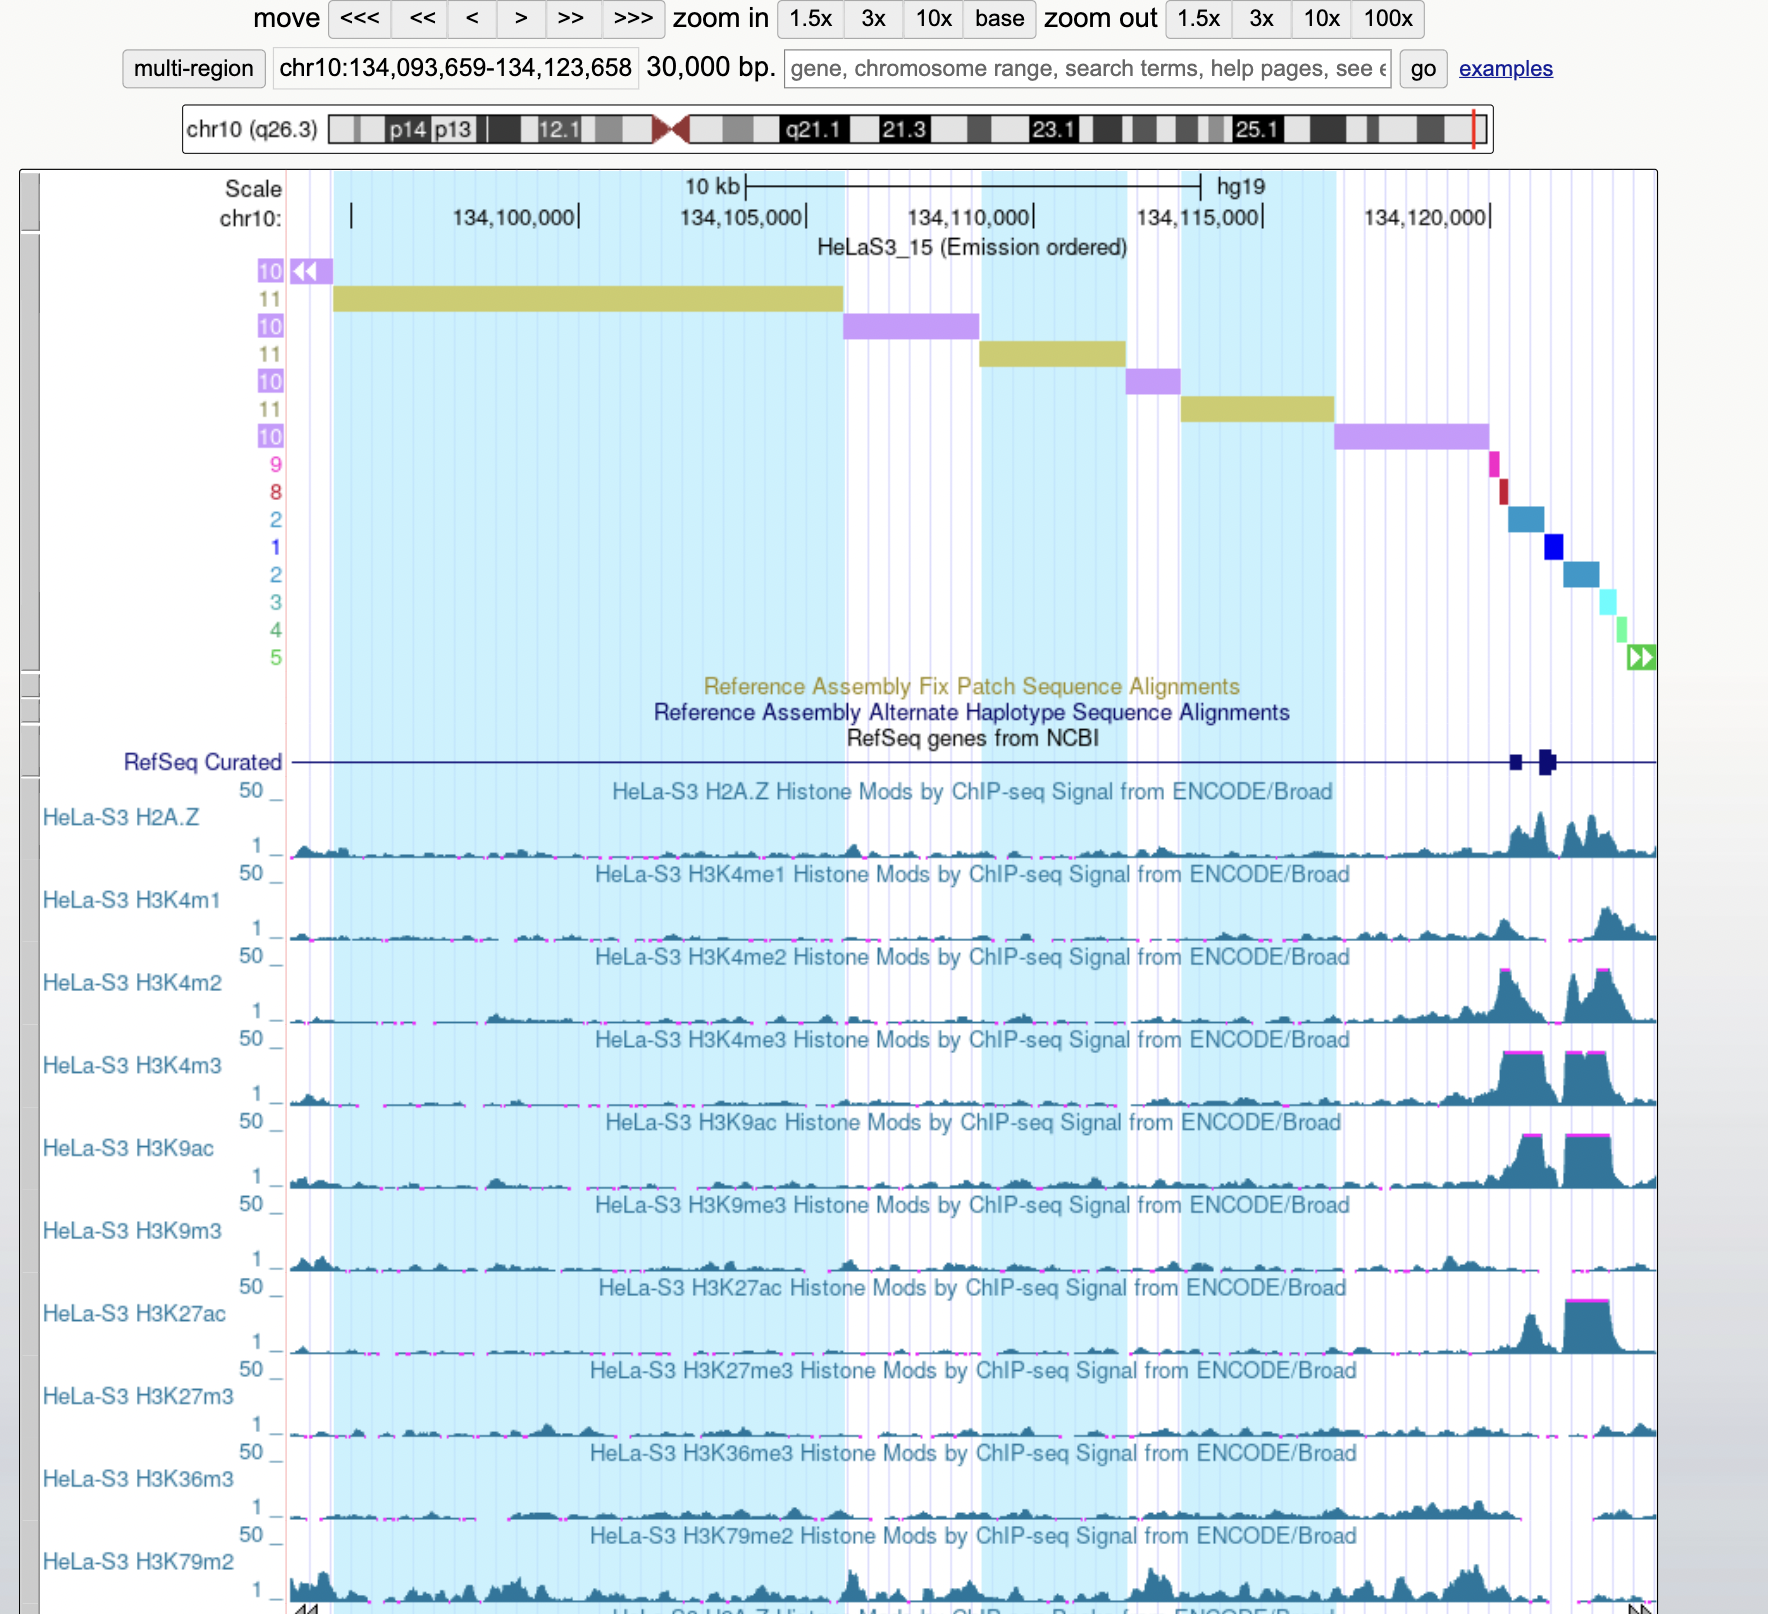 move <<< << < > >> >>> zoom in 1.5x 3x 10x base zoom out 1.5x 3x 10x 100x
multi-region chr10:134,093,659-134,123,658 30,000 bp. gene, chromosome range, search terms, help pages, see e go examples
chr10 (q26.3) p14 p13 12.1 q21.1 21.3 23.1 25.1
Scale 10 kb hg19
chr10: 134,100,000 134,105,000 134,110,000 134,115,000 134,120,000
HeLaS3_15 (Emission ordered)
10
11
10
11
10
11
10
9
8
2
1
2
3
4
5
Reference Assembly Fix Patch Sequence Alignments
Reference Assembly Alternate Haplotype Sequence Alignments
RefSeq genes from NCBI
RefSeq Curated
50 HeLa-S3 H2A.Z Histone Mods by ChIP-seq Signal from ENCODE/Broad
HeLa-S3 H2A.Z
1
50 HeLa-S3 H3K4me1 Histone Mods by ChIP-seq Signal from ENCODE/Broad
HeLa-S3 H3K4m1
1
50 HeLa-S3 H3K4me2 Histone Mods by ChIP-seq Signal from ENCODE/Broad
HeLa-S3 H3K4m2
1
50 HeLa-S3 H3K4me3 Histone Mods by ChIP-seq Signal from ENCODE/Broad
HeLa-S3 H3K4m3
1
50 HeLa-S3 H3K9ac Histone Mods by ChIP-seq Signal from ENCODE/Broad
HeLa-S3 H3K9ac
1
50 HeLa-S3 H3K9me3 Histone Mods by ChIP-seq Signal from ENCODE/Broad
HeLa-S3 H3K9m3
1
50 HeLa-S3 H3K27ac Histone Mods by ChIP-seq Signal from ENCODE/Broad
HeLa-S3 H3K27ac
1
50 HeLa-S3 H3K27me3 Histone Mods by ChIP-seq Signal from ENCODE/Broad
HeLa-S3 H3K27m3
1
50 HeLa-S3 H3K36me3 Histone Mods by ChIP-seq Signal from ENCODE/Broad
HeLa-S3 H3K36m3
1
50 HeLa-S3 H3K79me2 Histone Mods by ChIP-seq Signal from ENCODE/Broad
HeLa-S3 H3K79m2
1